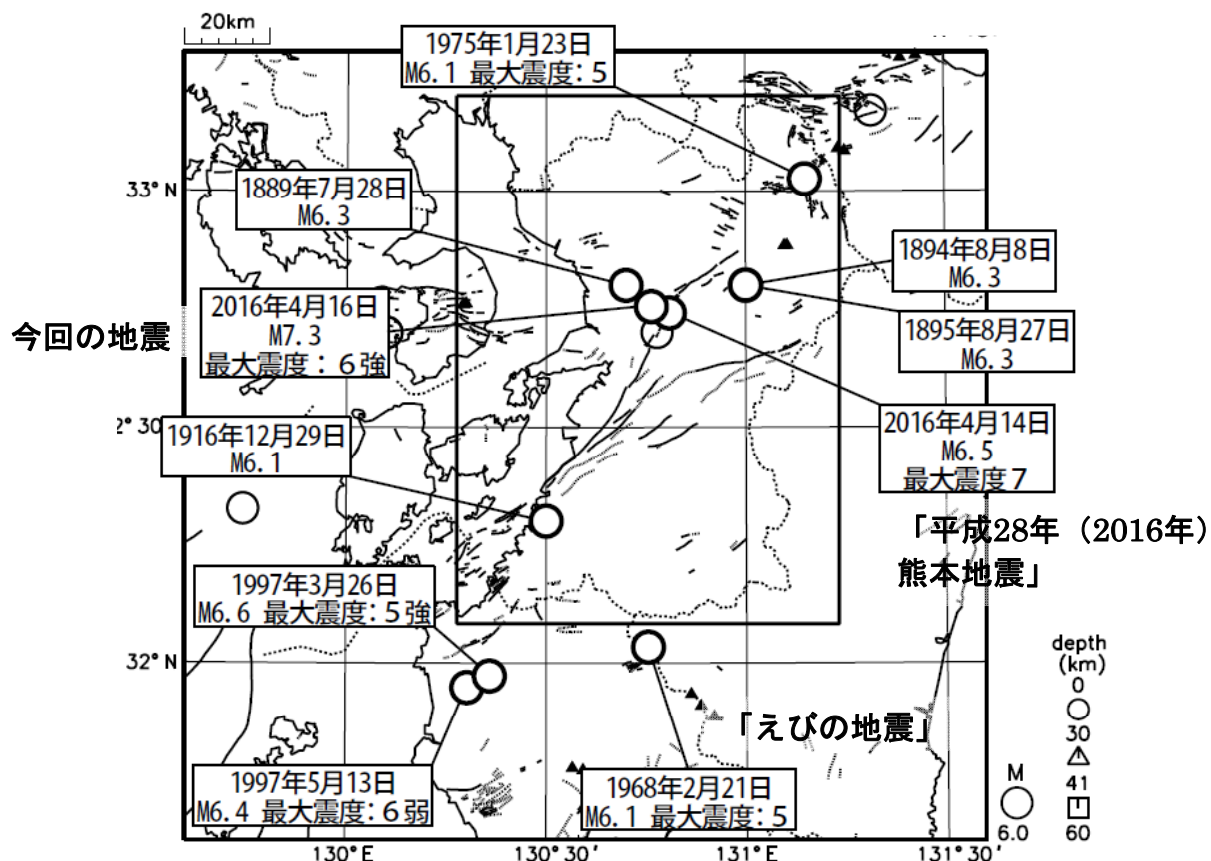 20km
1975年1月23日
M6.1 最大震度:5
1889年7月28日
M6.3
33°N
1894年8月8日
M6.3
今回の地震
2016年4月16日
M7.3
最大震度：6強
1895年8月27日
M6.3
2°30
1916年12月29日
M6.1
2016年4月14日
M6.5
最大震度7
「平成28年（2016年）
熊本地震」
1997年3月26日
M6.6 最大震度:5強
32°N
「えびの地震」
1997年5月13日
M6.4 最大震度:6弱
1968年2月21日
M6.1 最大震度:5
depth
(km)
0
30
41
60
M
6.0
130°E
130°30'
131°E
131°30'